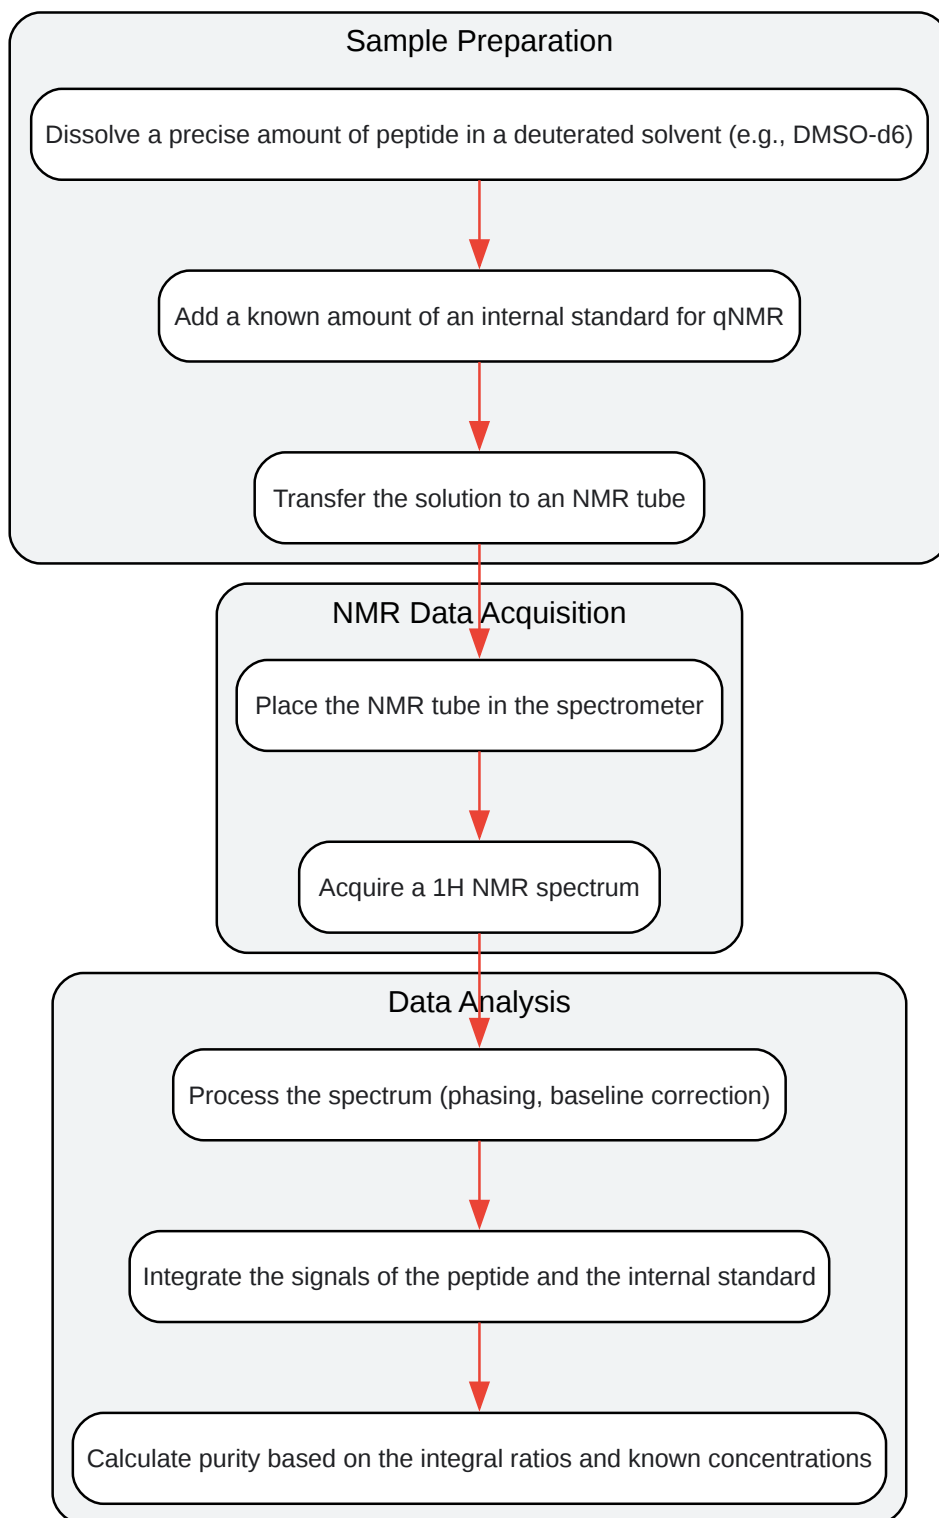 Sample Preparation
Dissolve a precise amount of peptide in a deuterated solvent (e.g., DMSO-d6)
Add a known amount of an internal standard for qNMR
Transfer the solution to an NMR tube
NMR Data Acquisition
Place the NMR tube in the spectrometer
Acquire a 1H NMR spectrum
Data Analysis
Process the spectrum (phasing, baseline correction)
Integrate the signals of the peptide and the internal standard
Calculate purity based on the integral ratios and known concentrations